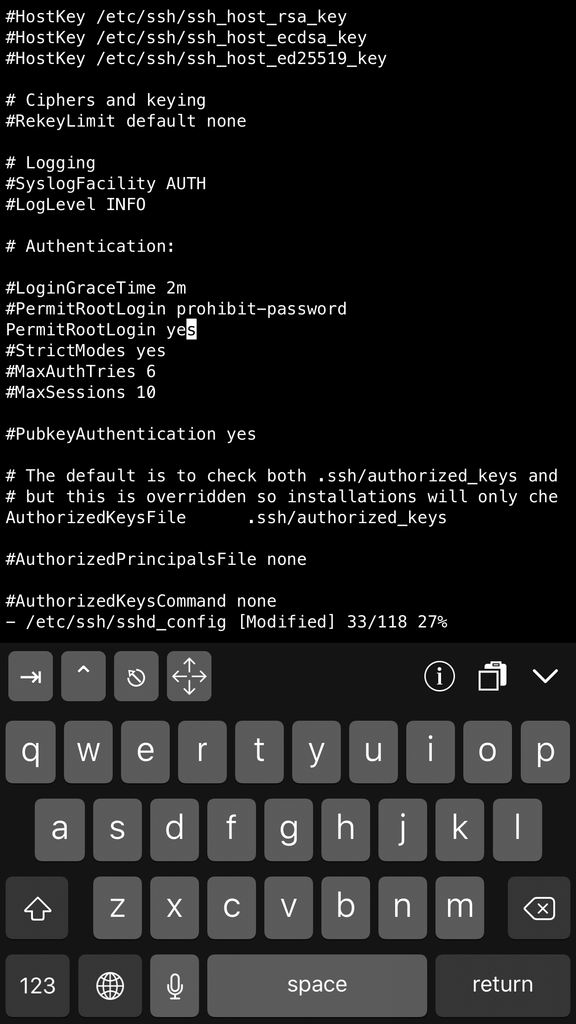 #HostKey /etc/ssh/ssh_host_rsa_key
#HostKey /etc/ssh/ssh_host_ecdsa_key
#HostKey /etc/ssh/ssh_host_ed25519_key
# Ciphers and keying
#RekeyLimit default none
# Logging
#SyslogFacility AUTH
#LogLevel INFO
# Authentication:
#LoginGraceTime 2m
#PermitRootLogin prohibit-password
PermitRootLogin yes
#StrictModes yes
#MaxAuthTries 6
#MaxSessions 10
#PubkeyAuthentication yes
# The default is to check both .ssh/authorized_keys and
# but this is overridden so installations will only che
AuthorizedKeysFile      .ssh/authorized_keys
#AuthorizedPrincipalsFile none
#AuthorizedKeysCommand none
- /etc/ssh/sshd_config [Modified] 33/118 27%
q w e r t y u i o p
a s d f g h j k l
z x c v b n m
123 space return